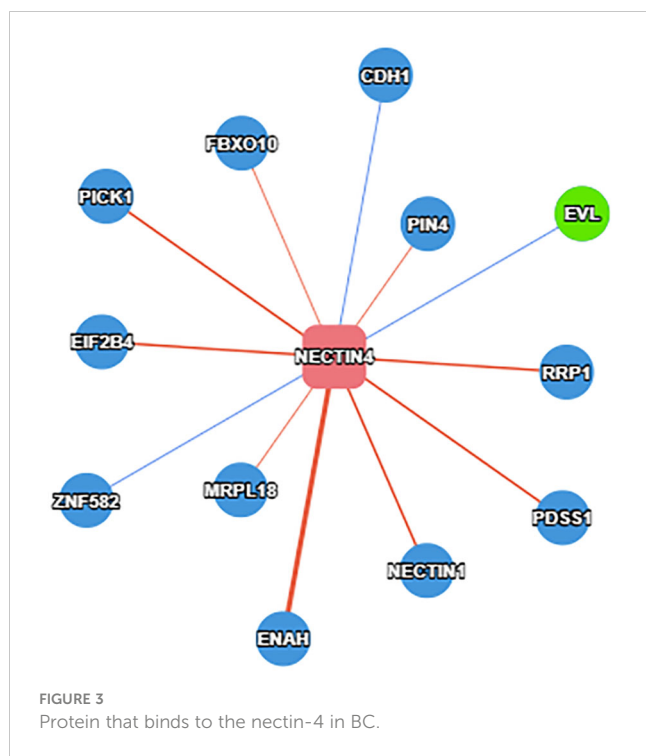 CDH1
FBXO10
PICK1
EVL
PIN4
EIF2B4
NECTIN4
RRP1
ZNF582
MRPL18
PDSS1
NECTIN1
ENAH
FIGURE 3
Protein that binds to the nectin-4 in BC.